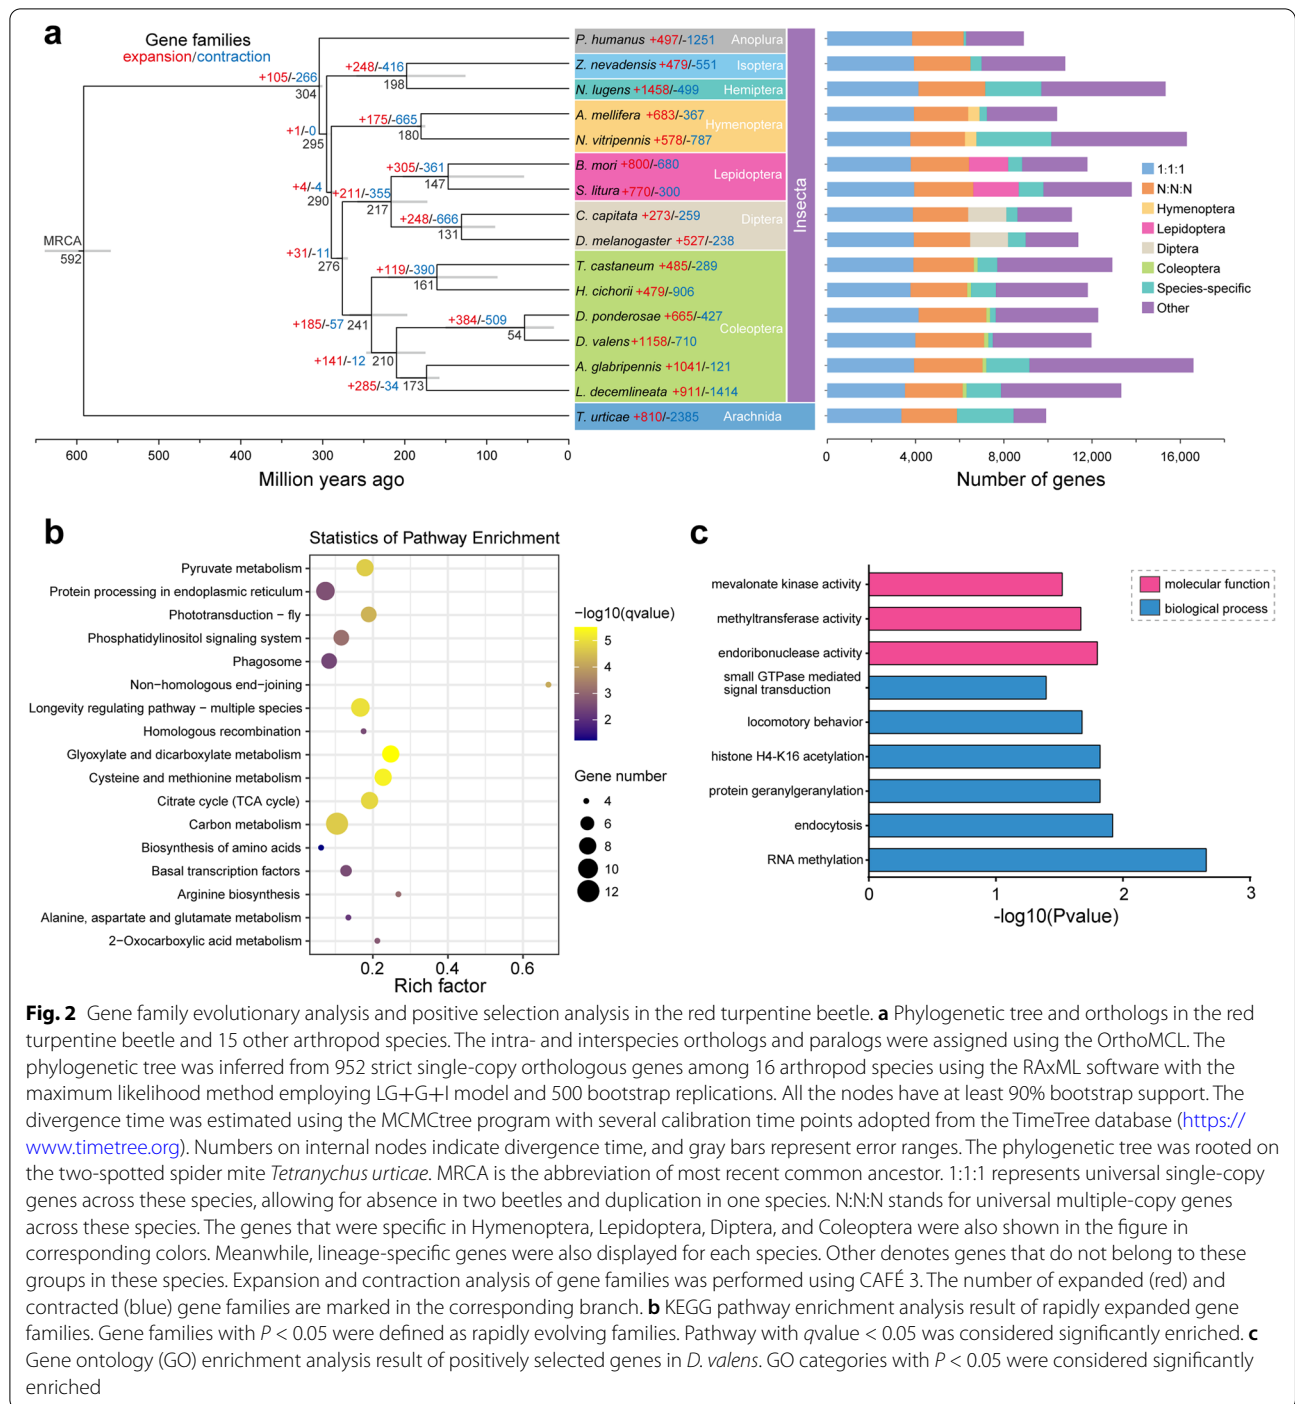 a
Gene families
expansion/contraction
P. humanus +497/-1251 Anoplura
+248/-416
Z. nevadensis +479/-551 Isoptera
+105/-266
304
198
N. lugens +1458/-499 Hemiptera
+175/-665
A. mellifera +683/-367
Hymenoptera
+1/-0
295
180
N. vitripennis +578/-787
+305/-361
B. mori +800/-680
Lepidoptera
147
+4/-4
290
+211/-355
217
S. litura +770/-300
+248/-666
C. capitata +273/-259
Diptera
131
D. melanogaster +527/-238
MRCA
592
+31/-11
276
+119/-390
T. castaneum +485/-289
161
H. cichorii +479/-906
+185/-57
241
+384/-509
D. ponderosae +665/-427
Coleoptera
54
D. valens +1158/-710
+141/-12
210
A. glabripennis +1041/-121
+285/-34
173
L. decemlineata +911/-1414
T. urticae +810/-2385 Arachnida
Insecta
600 500 400 300 200 100 0
Million years ago
1:1:1
N:N:N
Hymenoptera
Lepidoptera
Diptera
Coleoptera
Species-specific
Other
0 4,000 8,000 12,000 16,000
Number of genes
b
Statistics of Pathway Enrichment
Pyruvate metabolism
Protein processing in endoplasmic reticulum
Phototransduction − fly
Phosphatidylinositol signaling system
Phagosome
Non−homologous end−joining
Longevity regulating pathway − multiple species
Homologous recombination
Glyoxylate and dicarboxylate metabolism
Cysteine and methionine metabolism
Citrate cycle (TCA cycle)
Carbon metabolism
Biosynthesis of amino acids
Basal transcription factors
Arginine biosynthesis
Alanine, aspartate and glutamate metabolism
2−Oxocarboxylic acid metabolism
0.2 0.4 0.6
Rich factor
−log10(qvalue)
5
4
3
2
Gene number
4
6
8
10
12
c
mevalonate kinase activity
methyltransferase activity
endoribonuclease activity
small GTPase mediated
signal transduction
locomotory behavior
histone H4-K16 acetylation
protein geranylgeranylation
endocytosis
RNA methylation
0 1 2 3
-log10(Pvalue)
molecular function
biological process
Fig. 2 Gene family evolutionary analysis and positive selection analysis in the red turpentine beetle. a Phylogenetic tree and orthologs in the red
turpentine beetle and 15 other arthropod species. The intra- and interspecies orthologs and paralogs were assigned using the OrthoMCL. The
phylogenetic tree was inferred from 952 strict single-copy orthologous genes among 16 arthropod species using the RAxML software with the
maximum likelihood method employing LG+G+I model and 500 bootstrap replications. All the nodes have at least 90% bootstrap support. The
divergence time was estimated using the MCMCtree program with several calibration time points adopted from the TimeTree database (https://
www.timetree.org). Numbers on internal nodes indicate divergence time, and gray bars represent error ranges. The phylogenetic tree was rooted on
the two-spotted spider mite Tetranychus urticae. MRCA is the abbreviation of most recent common ancestor. 1:1:1 represents universal single-copy
genes across these species, allowing for absence in two beetles and duplication in one species. N:N:N stands for universal multiple-copy genes
across these species. The genes that were specific in Hymenoptera, Lepidoptera, Diptera, and Coleoptera were also shown in the figure in
corresponding colors. Meanwhile, lineage-specific genes were also displayed for each species. Other denotes genes that do not belong to these
groups in these species. Expansion and contraction analysis of gene families was performed using CAFÉ 3. The number of expanded (red) and
contracted (blue) gene families are marked in the corresponding branch. b KEGG pathway enrichment analysis result of rapidly expanded gene
families. Gene families with P < 0.05 were defined as rapidly evolving families. Pathway with qvalue < 0.05 was considered significantly enriched. c
Gene ontology (GO) enrichment analysis result of positively selected genes in D. valens. GO categories with P < 0.05 were considered significantly
enriched